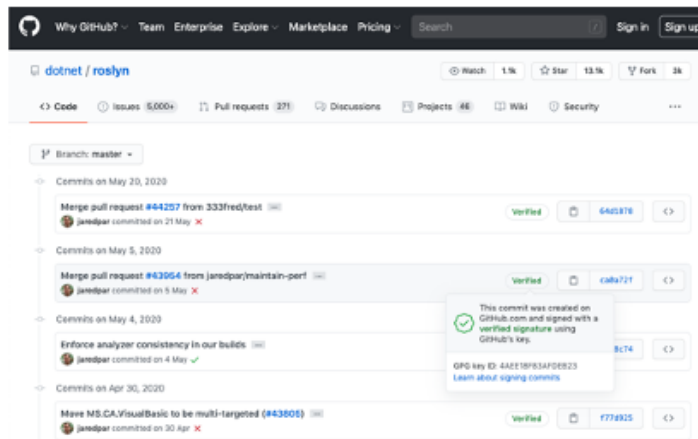 Why GitHub? Team Enterprise Explore Marketplace Pricing Search / Sign in Sign up
dotnet / roslyn
Watch 1.1k Star 13.1k Fork 3k
Code Issues 5,000+ Pull requests 271 Discussions Projects 46 Wiki Security ...
Branch: master
Commits on May 20, 2020
Merge pull request #44257 from 333fred/test ...
jaredpar committed on 21 May
Verified 64d1870
Commits on May 5, 2020
Merge pull request #43954 from jaredpar/maintain-perf ...
jaredpar committed on 5 May
Verified ca8a72f
This commit was created on
GitHub.com and signed with a
verified signature using
GitHub's key.
GPG key ID: 4AEE18F83AFDEB23
Learn about signing commits
Commits on May 4, 2020
Enforce analyzer consistency in our builds ...
jaredpar committed on 4 May
8c74
Commits on Apr 30, 2020
Move MS.CA.VisualBasic to be multi-targeted (#43805) ...
jaredpar committed on 30 Apr
Verified f77d925